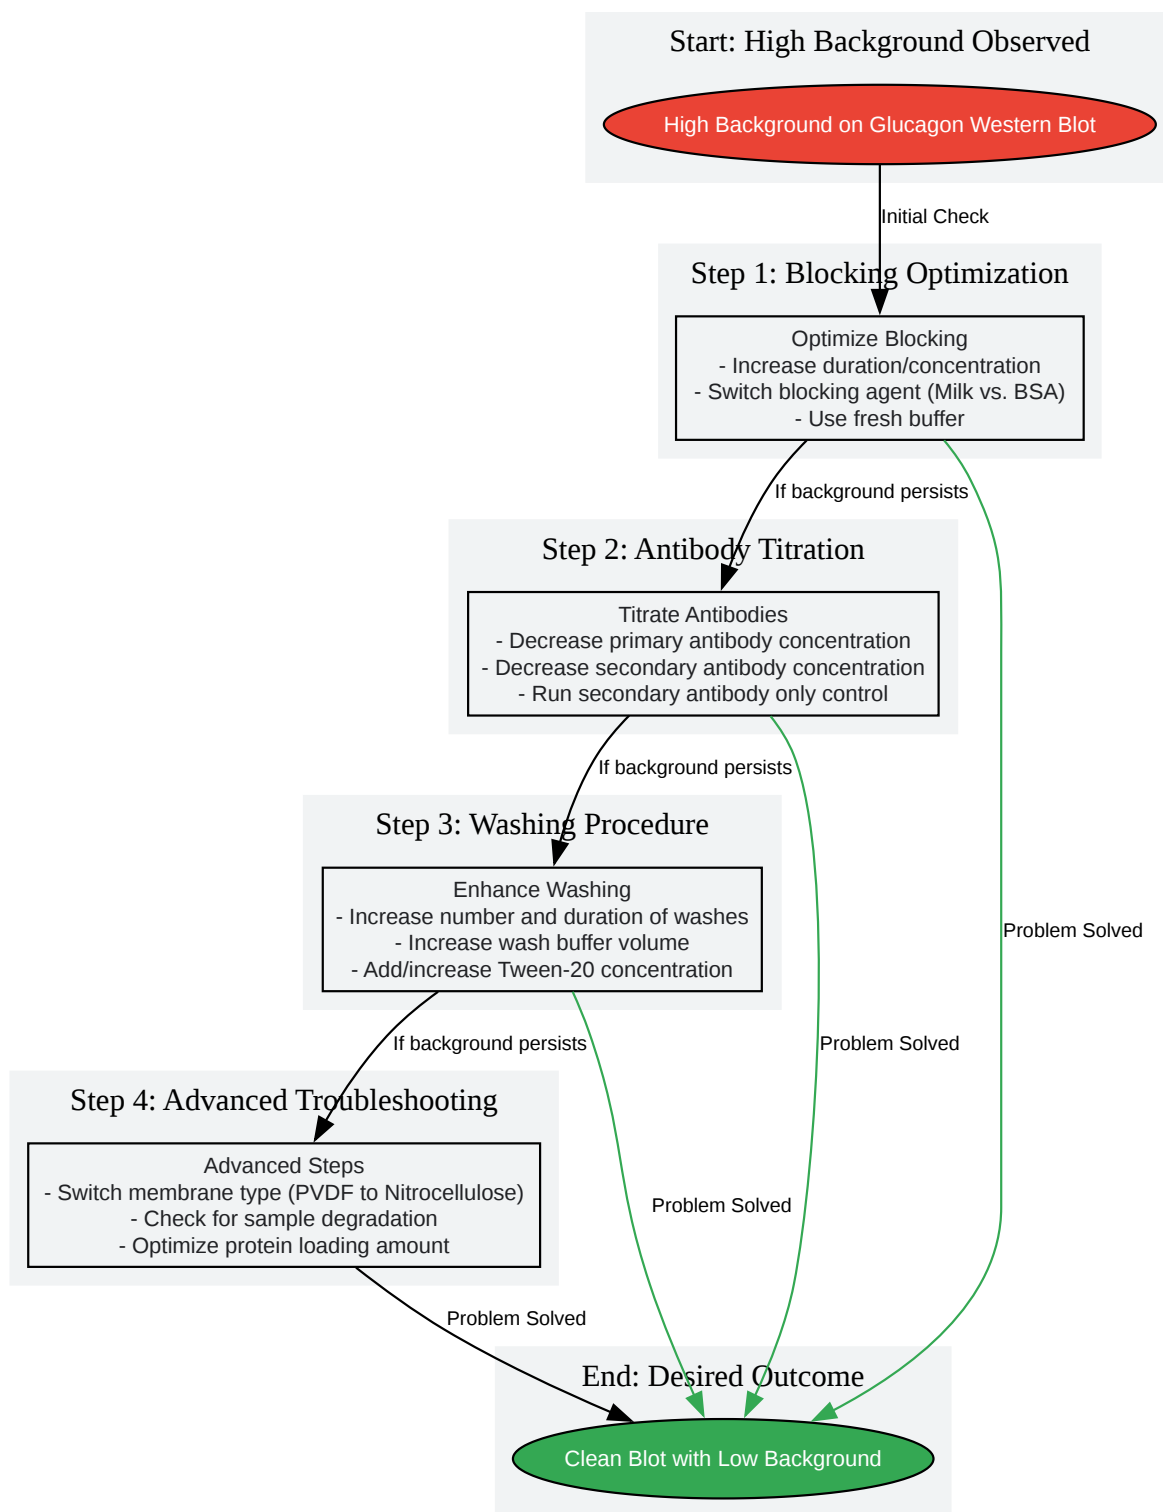 Start: High Background Observed
High Background on Glucagon Western Blot
Initial Check
Step 1: Blocking Optimization
Optimize Blocking
- Increase duration/concentration
- Switch blocking agent (Milk vs. BSA)
- Use fresh buffer
If background persists
Step 2: Antibody Titration
Titrate Antibodies
- Decrease primary antibody concentration
- Decrease secondary antibody concentration
- Run secondary antibody only control
If background persists
Step 3: Washing Procedure
Enhance Washing
- Increase number and duration of washes
- Increase wash buffer volume
- Add/increase Tween-20 concentration
Problem Solved
If background persists
Problem Solved
Step 4: Advanced Troubleshooting
Advanced Steps
- Switch membrane type (PVDF to Nitrocellulose)
- Check for sample degradation
- Optimize protein loading amount
Problem Solved
Problem Solved
End: Desired Outcome
Clean Blot with Low Background